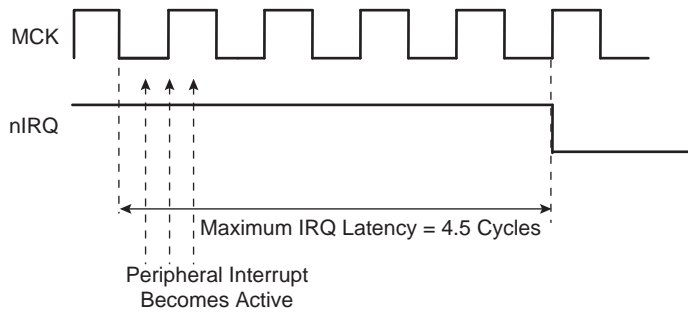 MCK
nIRQ
Maximum IRQ Latency = 4.5 Cycles
Peripheral Interrupt
Becomes Active